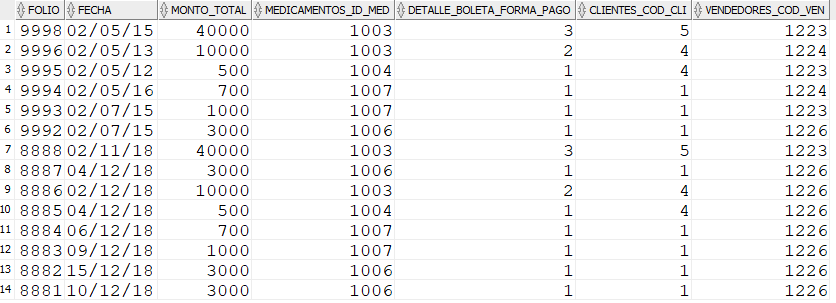 FOLIO FECHA MONTO_TOTAL MEDICAMENTOS_ID_MED DETALLE_BOLETA_FORMA_PAGO CLIENTES_COD_CLI VENDEDORES_COD_VEN
1 9998 02/05/15 40000 1003 3 5 1223
2 9996 02/05/13 10000 1003 2 4 1224
3 9995 02/05/12 500 1004 1 4 1223
4 9994 02/05/16 700 1007 1 1 1224
5 9993 02/07/15 1000 1007 1 1 1223
6 9992 02/07/15 3000 1006 1 1 1226
7 8888 02/11/18 40000 1003 3 5 1223
8 8887 04/12/18 3000 1006 1 1 1226
9 8886 02/12/18 10000 1003 2 4 1226
10 8885 04/12/18 500 1004 1 4 1226
11 8884 06/12/18 700 1007 1 1 1226
12 8883 09/12/18 1000 1007 1 1 1226
13 8882 15/12/18 3000 1006 1 1 1226
14 8881 10/12/18 3000 1006 1 1 1226